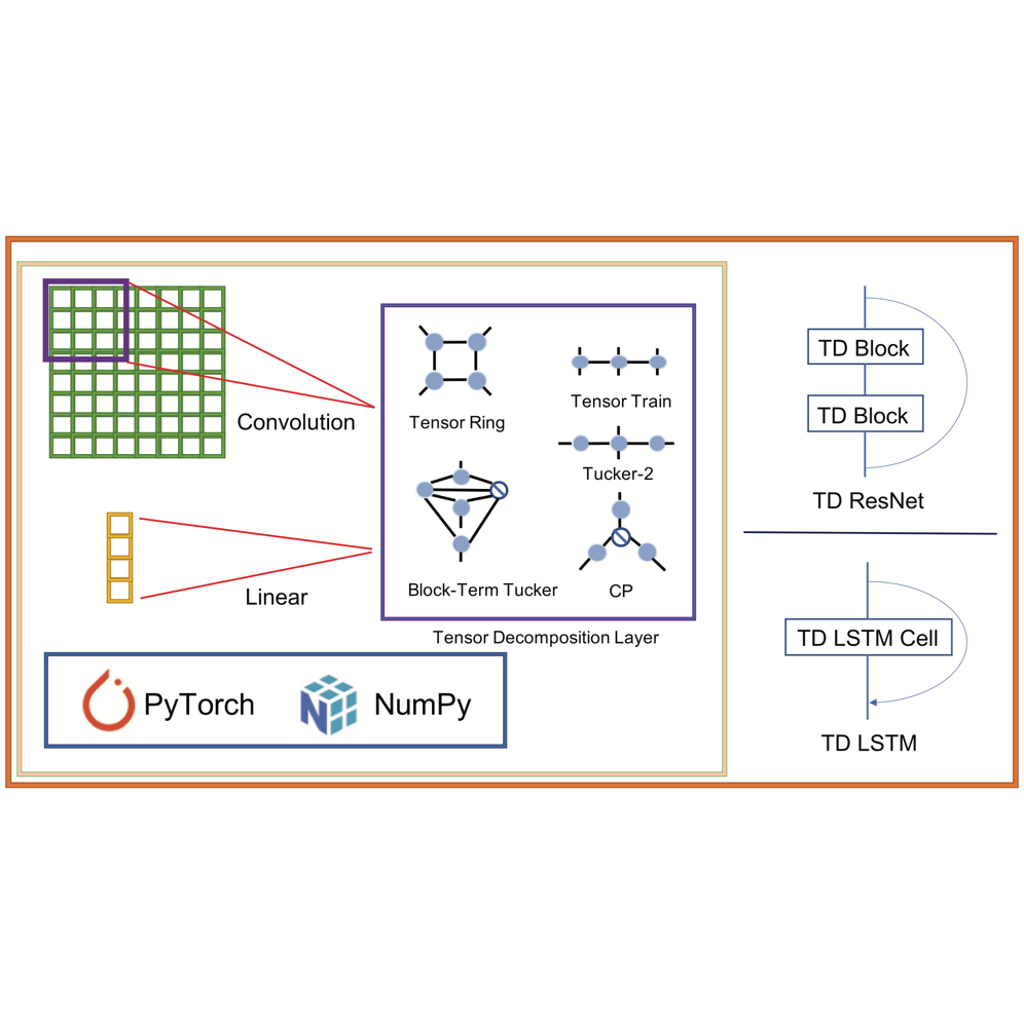 Convolution
Linear
Tensor Ring
Tensor Train
Tucker-2
Block-Term Tucker
CP
Tensor Decomposition Layer
PyTorch
NumPy
TD Block
TD Block
TD ResNet
TD LSTM Cell
TD LSTM